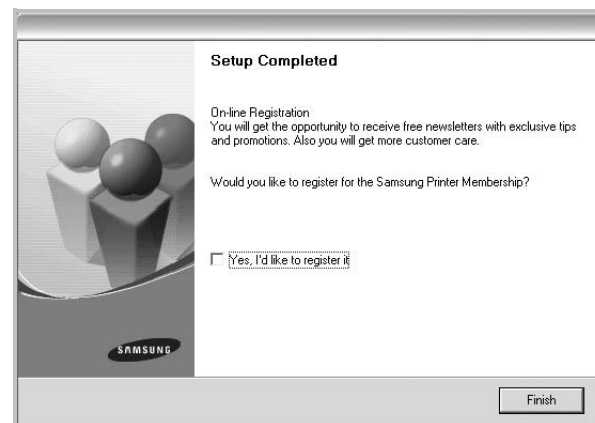 Setup Completed
On-line Registration
You will get the opportunity to receive free newsletters with exclusive tips
and promotions. Also you will get more customer care.
Would you like to register for the Samsung Printer Membership?
Yes, I'd like to register it
SAMSUNG
Finish